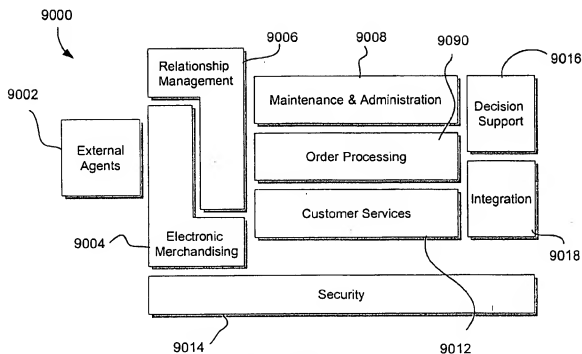 9000
9006
9008
9090
9016
9002
Relationship
Management
Maintenance & Administration
Decision
Support
External
Agents
Order Processing
Customer Services
Integration
9004
Electronic
Merchandising
9018
Security
9014
9012